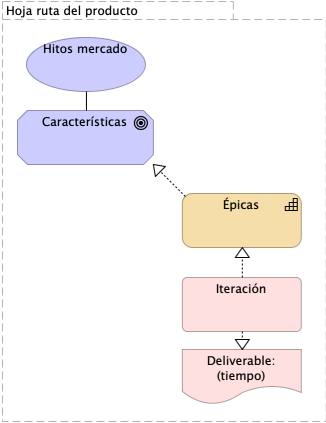 Hoja ruta del producto
Hitos mercado
Características
Épicas
Iteración
Deliverable:
(tiempo)